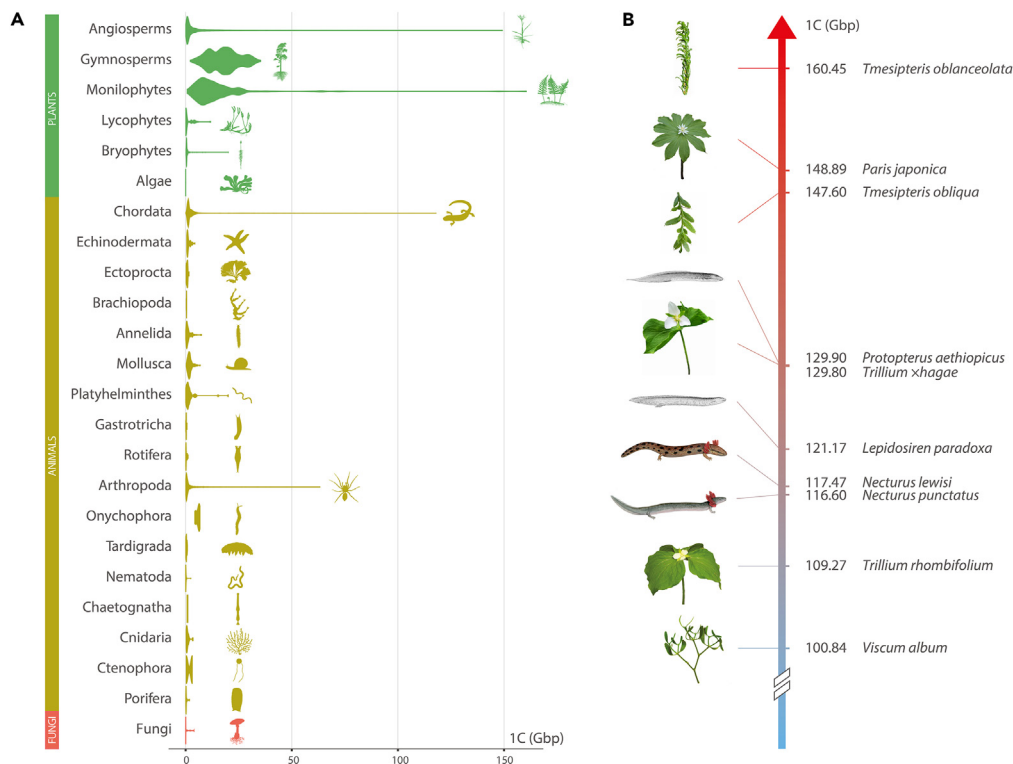 A
PLANTS
ANIMALS
FUNGI
Angiosperms
Gymnosperms
Monilophytes
Lycophytes
Bryophytes
Algae
Chordata
Echinodermata
Ectoprocta
Brachiopoda
Annelida
Mollusca
Platyhelminthes
Gastrotricha
Rotifera
Arthropoda
Onychophora
Tardigrada
Nematoda
Chaetognatha
Cnidaria
Ctenophora
Porifera
Fungi
1C (Gbp)
0 50 100 150
B
1C (Gbp)
160.45 Tmesipteris oblanceolata
148.89 Paris japonica
147.60 Tmesipteris obliqua
129.90 Protopterus aethiopicus
129.80 Trillium ×hagae
121.17 Lepidosiren paradoxa
117.47 Necturus lewisi
116.60 Necturus punctatus
109.27 Trillium rhombifolium
100.84 Viscum album